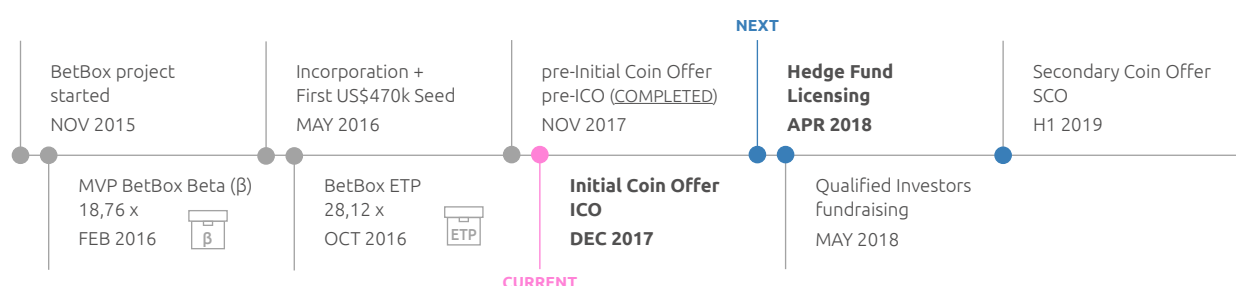 NEXT
BetBox project
started
NOV 2015
Incorporation +
First US$470k Seed
MAY 2016
pre-Initial Coin Offer
pre-ICO (COMPLETED)
NOV 2017
Hedge Fund
Licensing
APR 2018
Secondary Coin Offer
SCO
H1 2019
MVP BetBox Beta (β)
18,76 x
FEB 2016
β
BetBox ETP
28,12 x
OCT 2016
ETP
Initial Coin Offer
ICO
DEC 2017
Qualified Investors
fundraising
MAY 2018
CURRENT